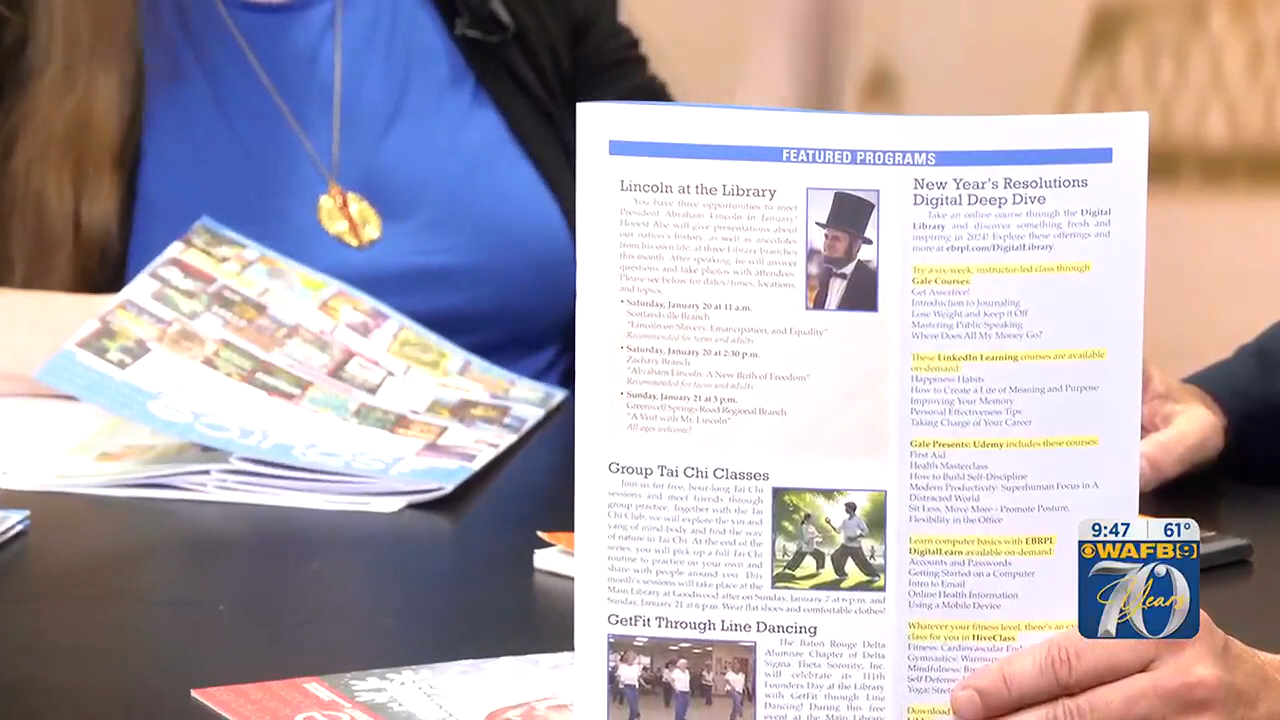 FEATURED PROGRAMS
Lincoln at the Library
You have three opportunities to meet
President Abraham Lincoln in January!
Honest Abe will give presentations about
our nation's history, as well as anecdotes
from his own life, at three Library branches
this month. After speaking, he will answer
questions and take photos with attendees.
Please see below for dates/times, locations,
and topics.
• Saturday, January 20 at 11 a.m.
Scotlandville Branch
"Lincoln on Slavery, Emancipation, and Equality"
Recommended for teens and adults
• Saturday, January 20 at 2:30 p.m.
Zachary Branch
"Abraham Lincoln: A New Birth of Freedom"
Recommended for teens and adults
• Sunday, January 21 at 3 p.m.
Greenwell Springs Road Regional Branch
"A Visit with Mr. Lincoln"
All ages welcome!
Group Tai Chi Classes
Join us for free, hour-long Tai Chi
sessions and meet friends through
group practice. Together with the Tai
Chi Club, we will explore the yin and
yang of mind-body and find the way
of nature in Tai Chi. At the end of the
series, you will pick up a full Tai Chi
routine to practice on your own and
share with people around you. This
month's sessions will take place at the
Main Library at Goodwood after on Sunday, January 7 at 6 p.m. and
Sunday, January 21 at 6 p.m. Wear flat shoes and comfortable clothes!
GetFit Through Line Dancing
The Baton Rouge Delta
Alumnae Chapter of Delta
Sigma Theta Sorority, Inc.
will celebrate its 111th
Founders Day at the Library
with GetFit through Line
Dancing! During this free
event at the Main Library
New Year's Resolutions
Digital Deep Dive
Take an online course through the Digital
Library and discover something fresh and
inspiring in 2024! Explore these offerings and
more at ebrpl.com/DigitalLibrary.
Try a six-week, instructor-led class through
Gale Courses:
Get Assertive!
Introduction to Journaling
Lose Weight and Keep it Off
Mastering Public Speaking
Where Does All My Money Go?
These LinkedIn Learning courses are available
on-demand:
Happiness Habits
How to Create a Life of Meaning and Purpose
Improving Your Memory
Personal Effectiveness Tips
Taking Charge of Your Career
Gale Presents: Udemy includes these courses:
First Aid
Health Masterclass
How to Build Self-Discipline
Modern Productivity: Superhuman Focus in A
Distracted World
Sit Less, Move More - Promote Posture,
Flexibility in the Office
Learn computer basics with EBRPL
DigitalLearn available on-demand:
Accounts and Passwords
Getting Started on a Computer
Intro to Email
Online Health Information
Using a Mobile Device
Whatever your fitness level, there's an
class for you in HiveClass:
Fitness: Cardiovascular
Gymnastics: Warmup
Mindfulness:
Self Defense:
Yoga:
Download
9:47 61°
WAFB 9
70
Years